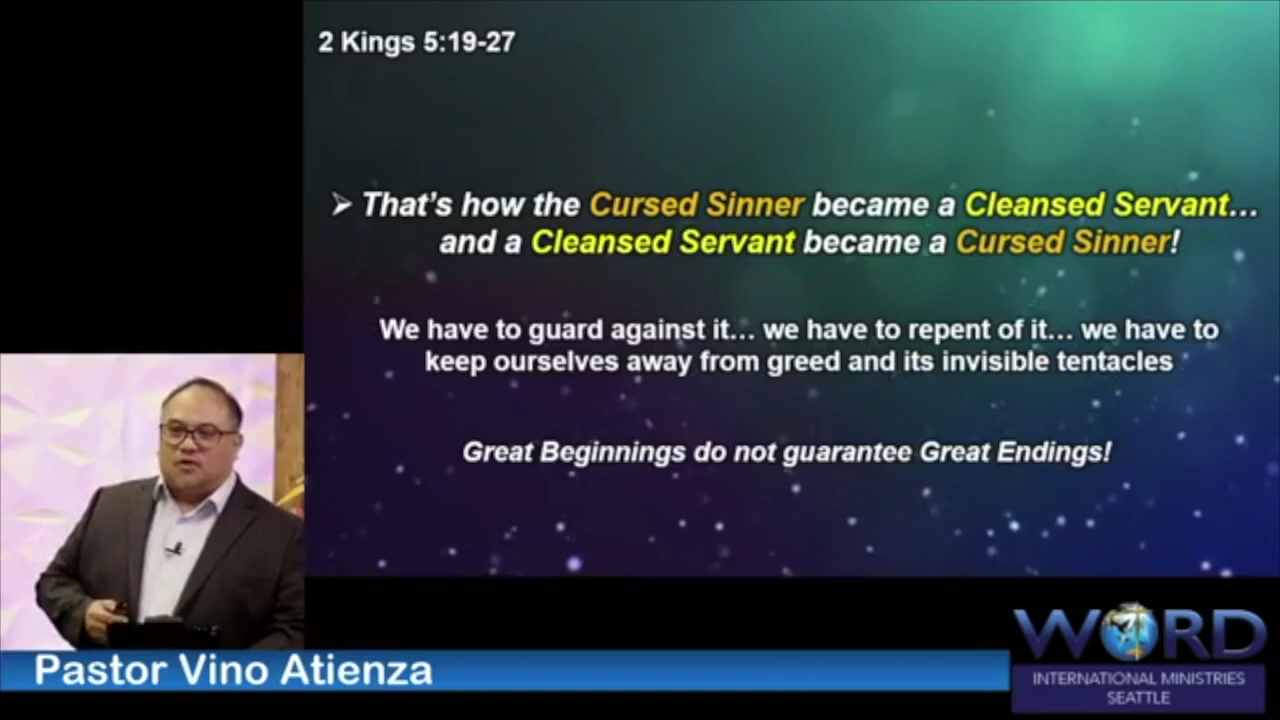 2 Kings 5:19-27
➢ That's how the Cursed Sinner became a Cleansed Servant…
and a Cleansed Servant became a Cursed Sinner!
We have to guard against it… we have to repent of it… we have to
keep ourselves away from greed and its invisible tentacles
Great Beginnings do not guarantee Great Endings!
Pastor Vino Atienza
WORD
INTERNATIONAL MINISTRIES
SEATTLE